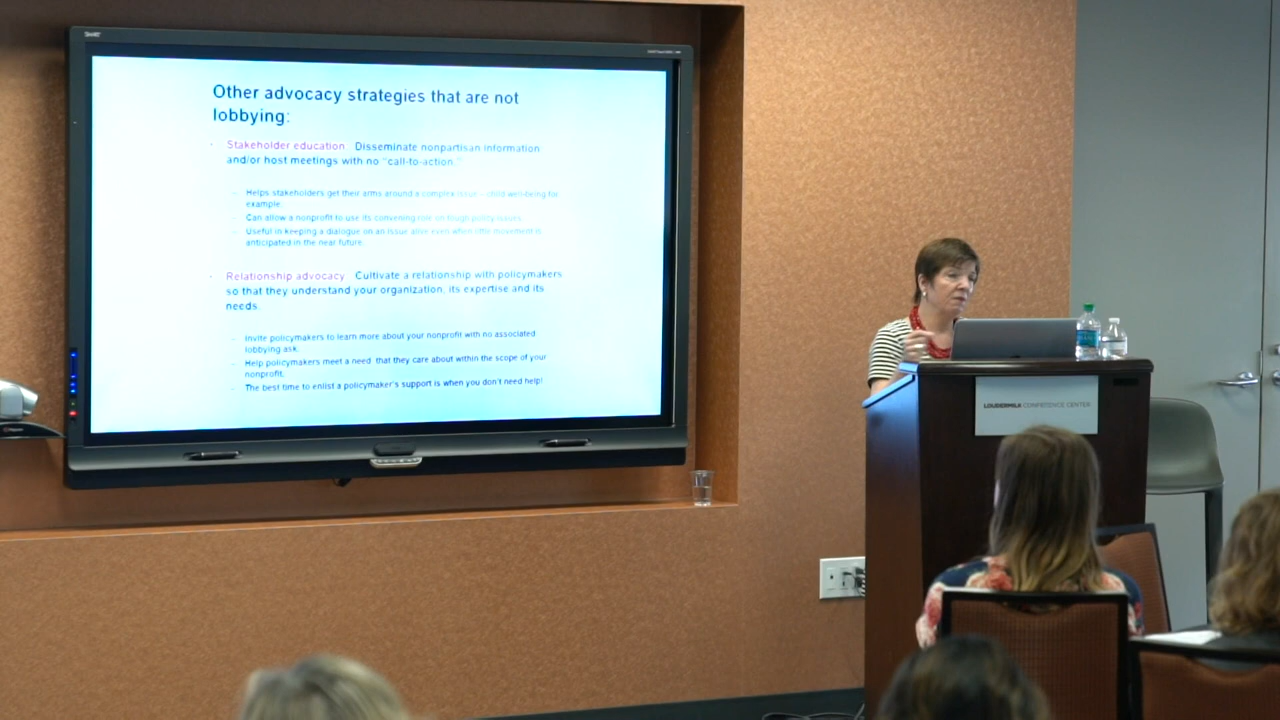 SMART
Other advocacy strategies that are not
lobbying:
Stakeholder education: Disseminate nonpartisan information
and/or host meetings with no "call-to-action."
Helps stakeholders get their arms around a complex issue – child well-being for
example.
Can allow a nonprofit to use its convening role on tough policy issues.
Useful in keeping a dialogue on an issue alive even when little movement is
anticipated in the near future.
Relationship advocacy: Cultivate a relationship with policymakers
so that they understand your organization, its expertise and its
needs.
Invite policymakers to learn more about your nonprofit with no associated
lobbying ask.
Help policymakers meet a need that they care about within the scope of your
nonprofit.
The best time to enlist a policymaker's support is when you don't need help!
LOUDERMILK CONFERENCE CENTER